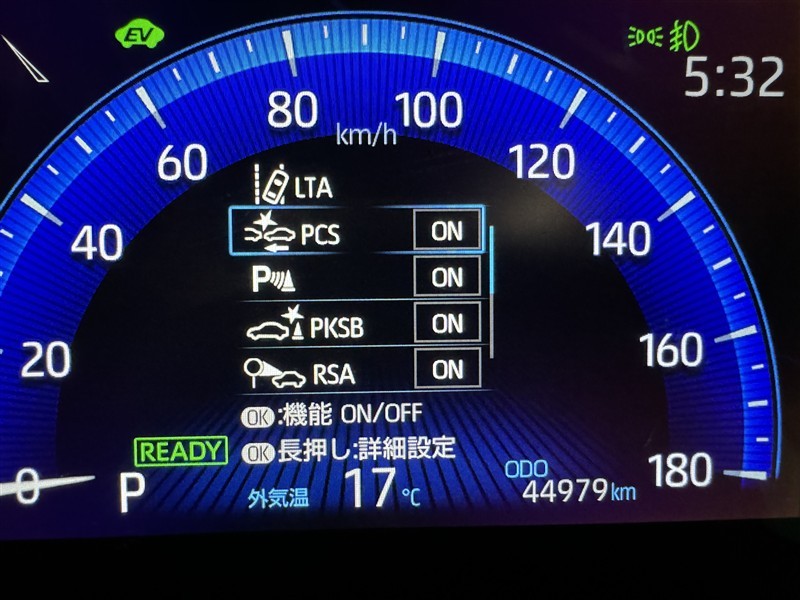 EV
5:32
80 100
km/h
60 120
LTA
40 PCS ON 140
P ON
PKSB ON
20 RSA ON 160
OK:機能 ON/OFF
READY OK長押し:詳細設定
0 P 外気温 17℃ ODO 44979km 180